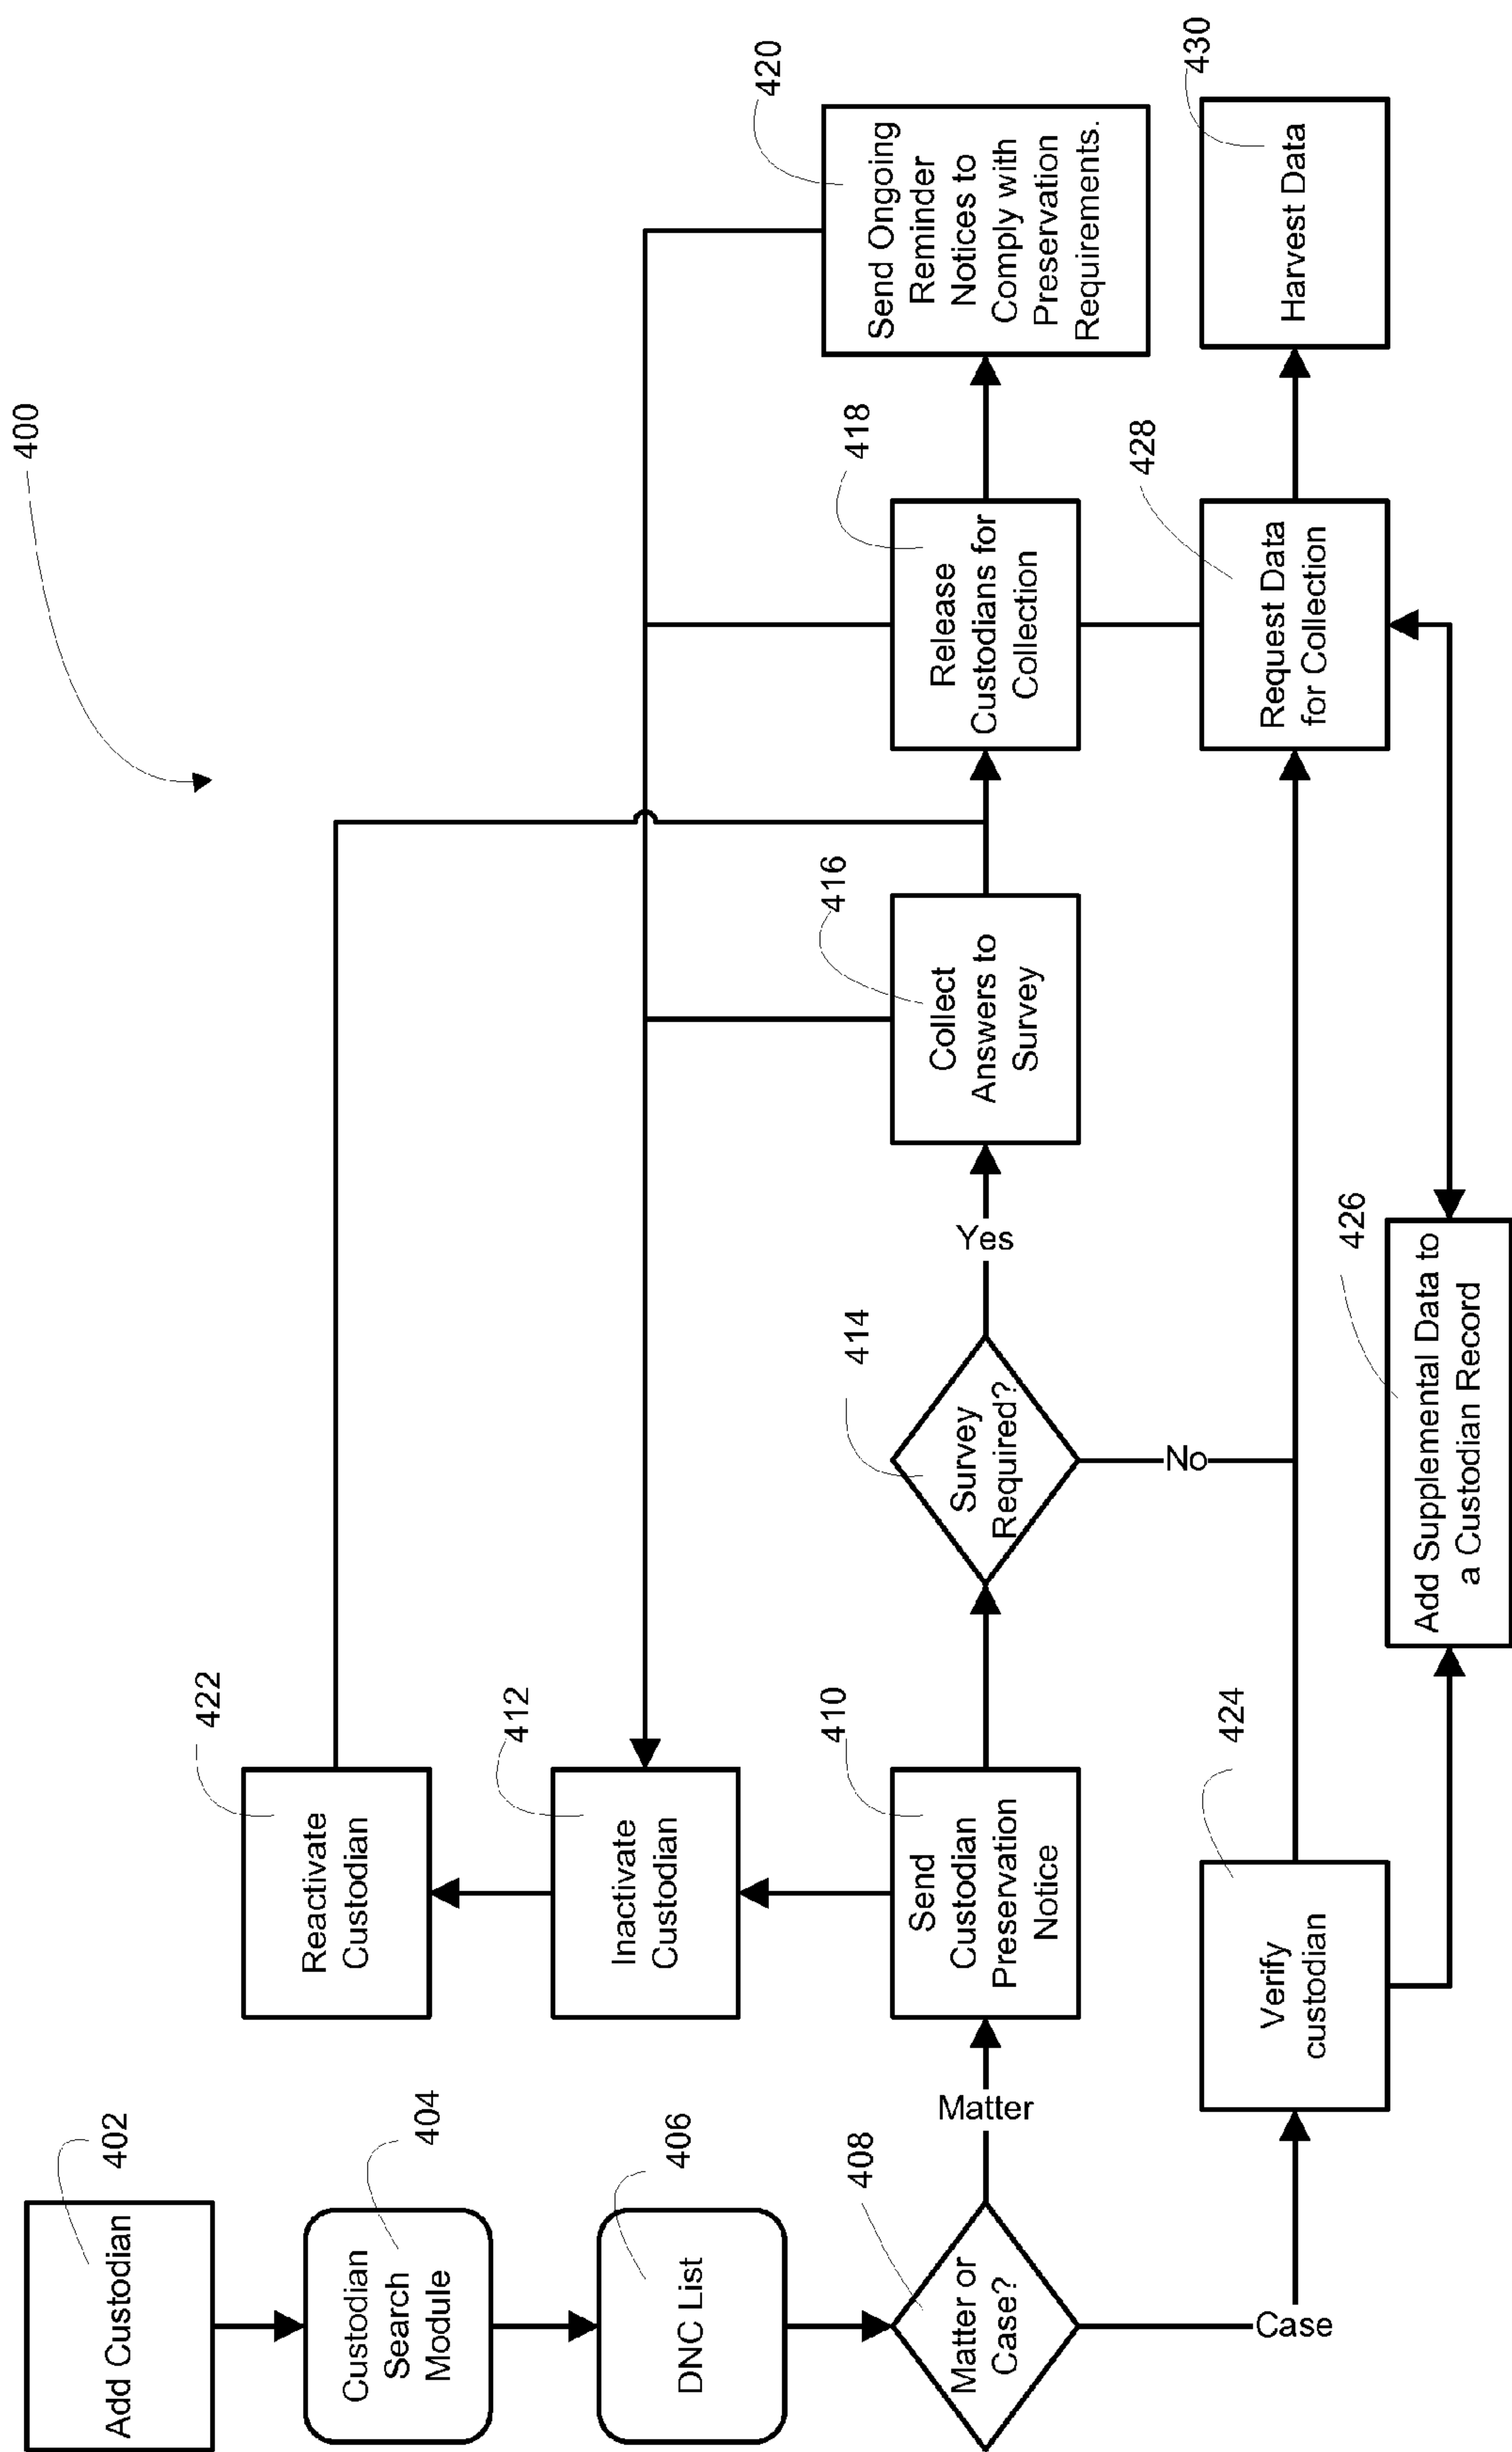 400
402
Add Custodian
404
Custodian
Search
Module
406
DNC List
408
Matter or
Case?
Matter
Case
422
Reactivate
Custodian
412
Inactivate
Custodian
410
Send
Custodian
Preservation
Notice
414
Survey
Required?
Yes
No
416
Collect
Answers to
Survey
418
Release
Custodians for
Collection
420
Send Ongoing
Reminder
Notices to
Comply with
Preservation
Requirements.
424
Verify
custodian
426
Add Supplemental Data to
a Custodian Record
428
Request Data
for Collection
430
Harvest Data